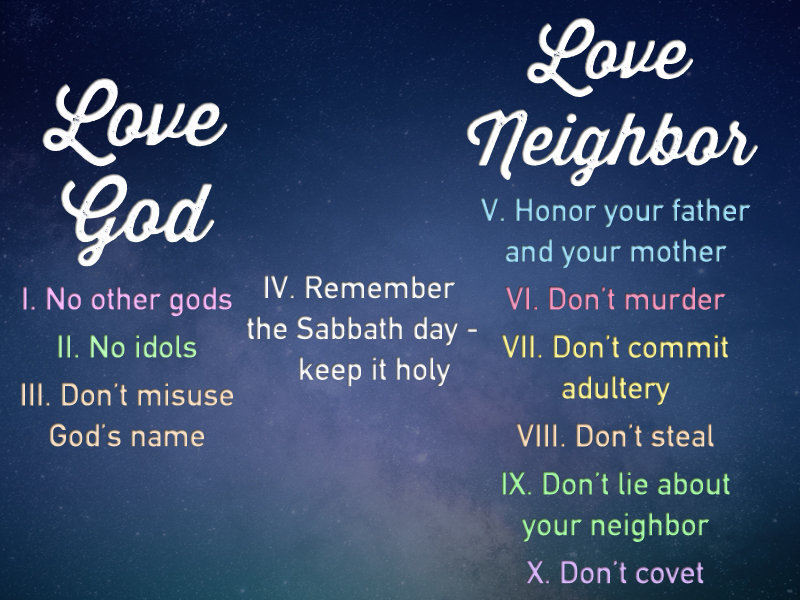 Love
God
I. No other gods
II. No idols
III. Don't misuse
God's name
IV. Remember
the Sabbath day -
keep it holy
Love
Neighbor
V. Honor your father
and your mother
VI. Don't murder
VII. Don't commit
adultery
VIII. Don't steal
IX. Don't lie about
your neighbor
X. Don't covet